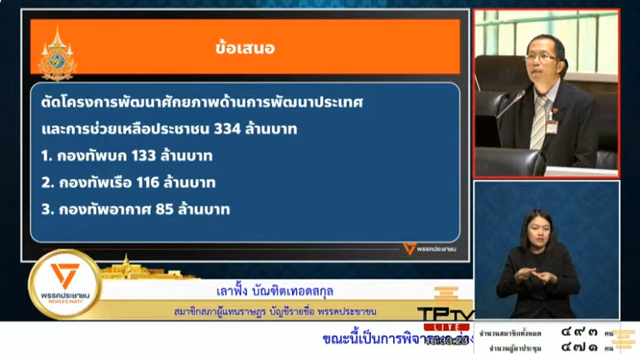 ข้อเสนอ
ตัดโครงการพัฒนาศักยภาพด้านการพัฒนาประเทศ
และการช่วยเหลือประชาชน 334 ล้านบาท
1. กองทัพบก 133 ล้านบาท
2. กองทัพเรือ 116 ล้านบาท
3. กองทัพอากาศ 85 ล้านบาท
พรรคประชาชน
พรรคประชาชน
PEOPLE'S PARTY
เลาฟั้ง บัณฑิตเทอดสกุล
สมาชิกสภาผู้แทนราษฎร บัญชีรายชื่อ พรรคประชาชน
TPtv
LIVE
ขณะนี้เป็นการพิจารณา
จำนวนสมาชิกทั้งหมด ๔๙๓ คน
จำนวนผู้มาประชุม ๔๗๑ คน